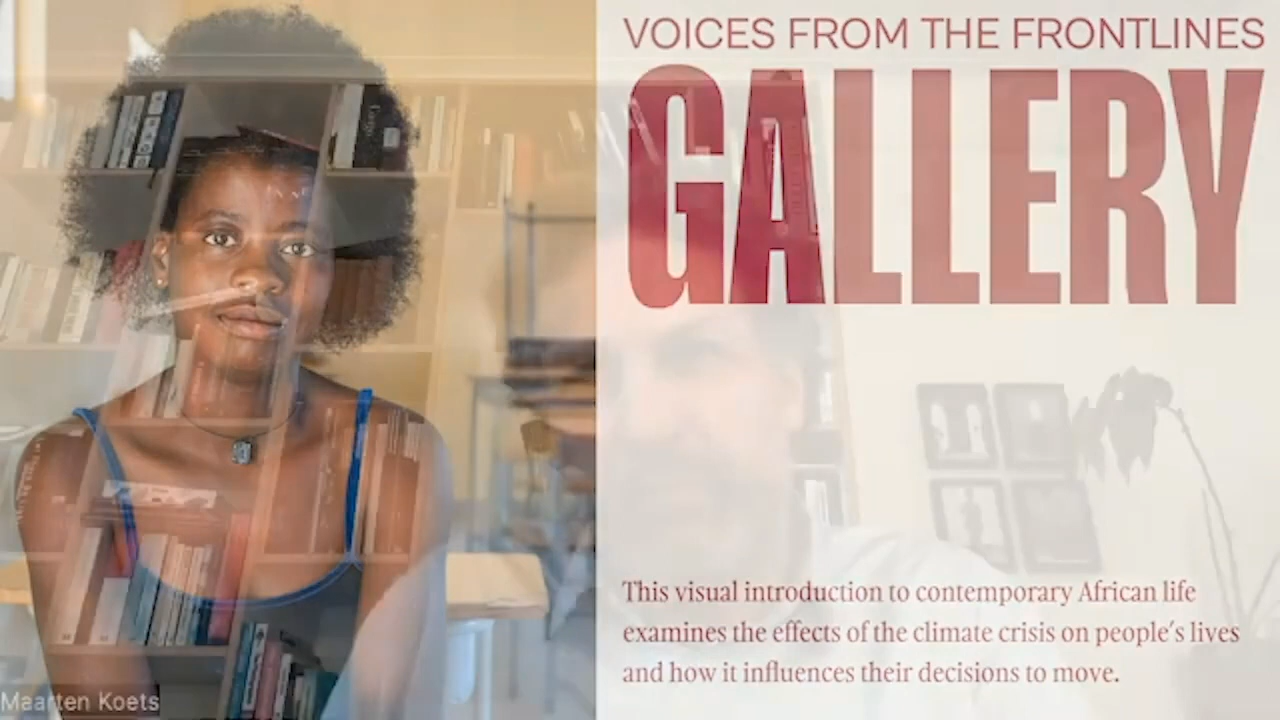 VOICES FROM THE FRONTLINES
GALLERY
This visual introduction to contemporary African life
examines the effects of the climate crisis on people's lives
and how it influences their decisions to move.
Maarten Koets